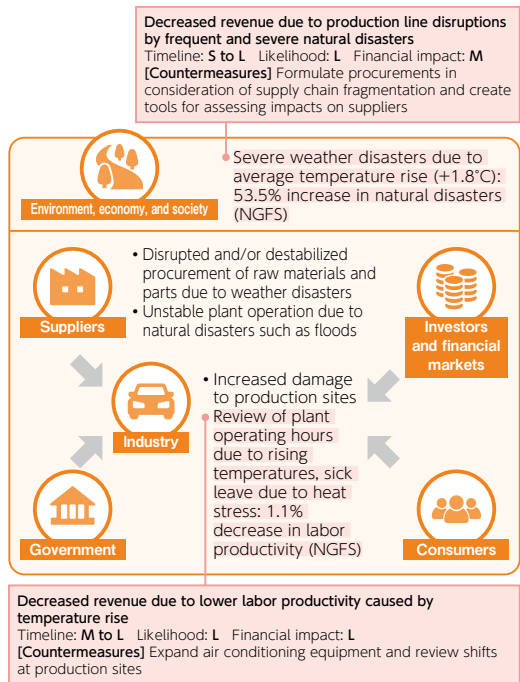 Decreased revenue due to production line disruptions
by frequent and severe natural disasters
Timeline: S to L Likelihood: L Financial impact: M
[Countermeasures] Formulate procurements in
consideration of supply chain fragmentation and create
tools for assessing impacts on suppliers
Environment, economy, and society
Severe weather disasters due to
average temperature rise (+1.8°C):
53.5% increase in natural disasters
(NGFS)
Suppliers
• Disrupted and/or destabilized
procurement of raw materials and
parts due to weather disasters
• Unstable plant operation due to
natural disasters such as floods
Investors
and financial
markets
Industry
• Increased damage
to production sites
Review of plant
operating hours
due to rising
temperatures, sick
leave due to heat
stress: 1.1%
decrease in labor
productivity (NGFS)
Government
Consumers
Decreased revenue due to lower labor productivity caused by
temperature rise
Timeline: M to L Likelihood: L Financial impact: L
[Countermeasures] Expand air conditioning equipment and review shifts
at production sites